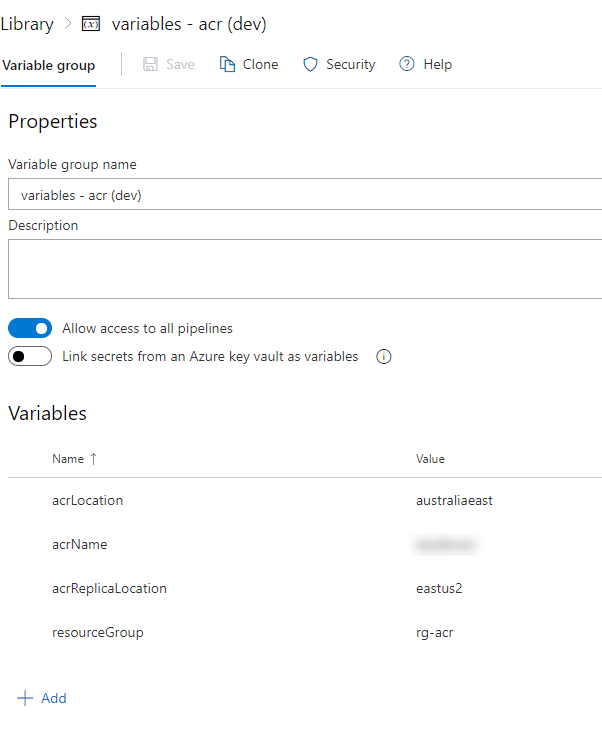 Library > variables - acr (dev)
Variable group Save Clone Security Help
Properties
Variable group name
variables - acr (dev)
Description
Allow access to all pipelines
Link secrets from an Azure key vault as variables
Variables
Name ↑ Value
acrLocation australiaeast
acrName
acrReplicaLocation eastus2
resourceGroup rg-acr
+ Add